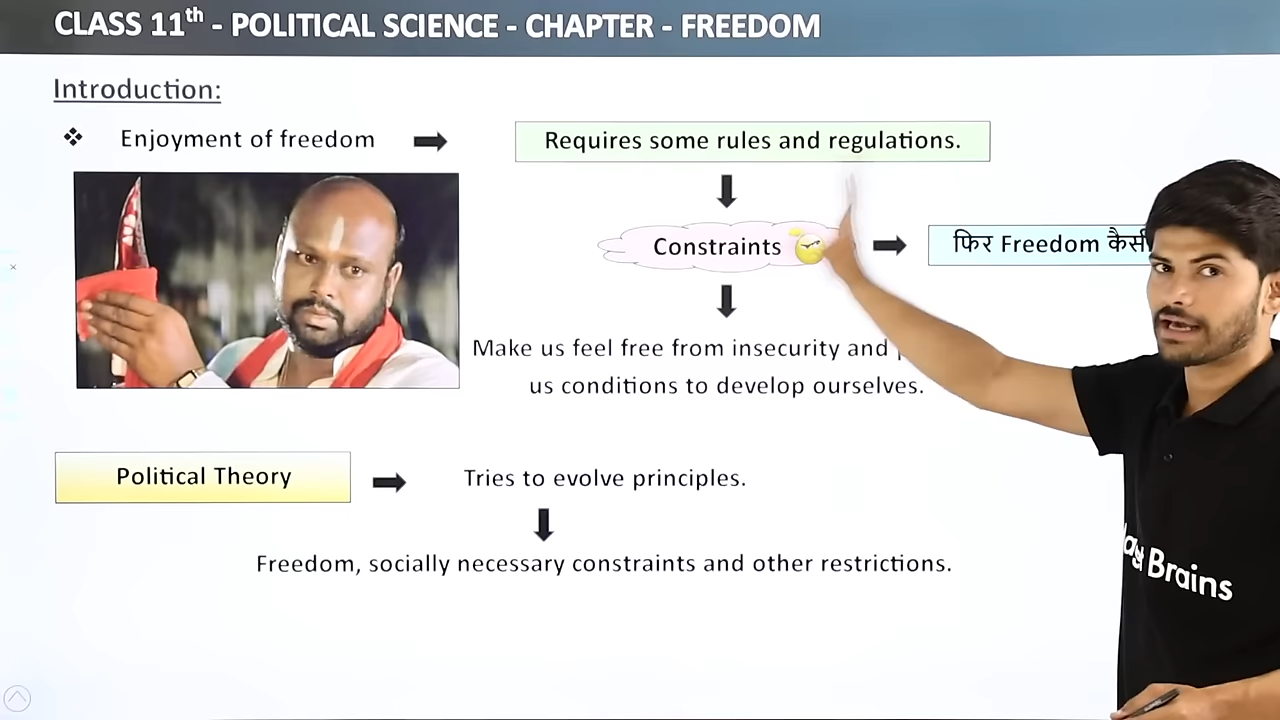 CLASS 11th - POLITICAL SCIENCE - CHAPTER - FREEDOM
Introduction:
❖ Enjoyment of freedom
Requires some rules and regulations.
Constraints
फिर Freedom
Make us feel free from insecurity and
us conditions to develop ourselves.
Political Theory
Tries to evolve principles.
Freedom, socially necessary constraints and other restrictions.
Brains